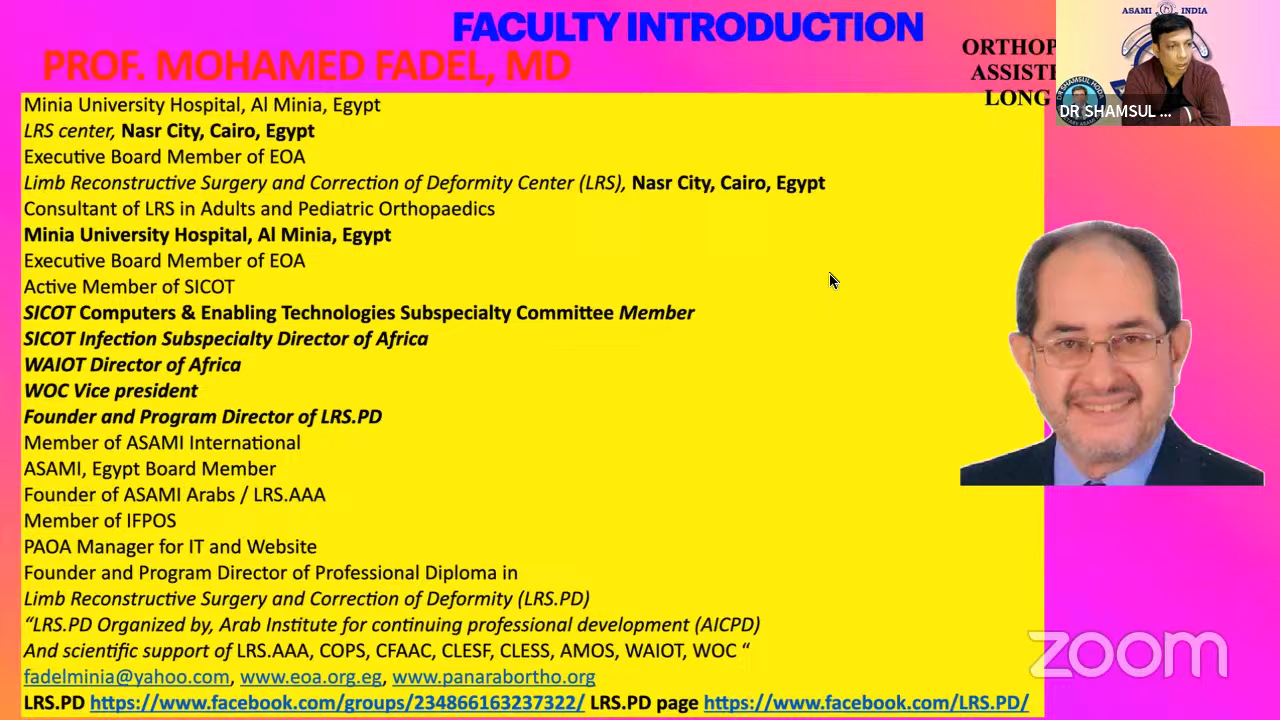 FACULTY INTRODUCTION
PROF. MOHAMED FADEL, MD
ORTHOP
ASSISTE
LONG
ASAMI INDIA
DR SHAMSUL HODA
DR SHAMSUL ...
Minia University Hospital, Al Minia, Egypt
LRS center, Nasr City, Cairo, Egypt
Executive Board Member of EOA
Limb Reconstructive Surgery and Correction of Deformity Center (LRS), Nasr City, Cairo, Egypt
Consultant of LRS in Adults and Pediatric Orthopaedics
Minia University Hospital, Al Minia, Egypt
Executive Board Member of EOA
Active Member of SICOT
SICOT Computers & Enabling Technologies Subspecialty Committee Member
SICOT Infection Subspecialty Director of Africa
WAIOT Director of Africa
WOC Vice president
Founder and Program Director of LRS.PD
Member of ASAMI International
ASAMI, Egypt Board Member
Founder of ASAMI Arabs / LRS.AAA
Member of IFPOS
PAOA Manager for IT and Website
Founder and Program Director of Professional Diploma in
Limb Reconstructive Surgery and Correction of Deformity (LRS.PD)
“LRS.PD Organized by, Arab Institute for continuing professional development (AICPD)
And scientific support of LRS.AAA, COPS, CFAAC, CLESF, CLESS, AMOS, WAIOT, WOC “
fadelminia@yahoo.com, www.eoa.org.eg, www.panarabortho.org
LRS.PD https://www.facebook.com/groups/234866163237322/ LRS.PD page https://www.facebook.com/LRS.PD/
zoom